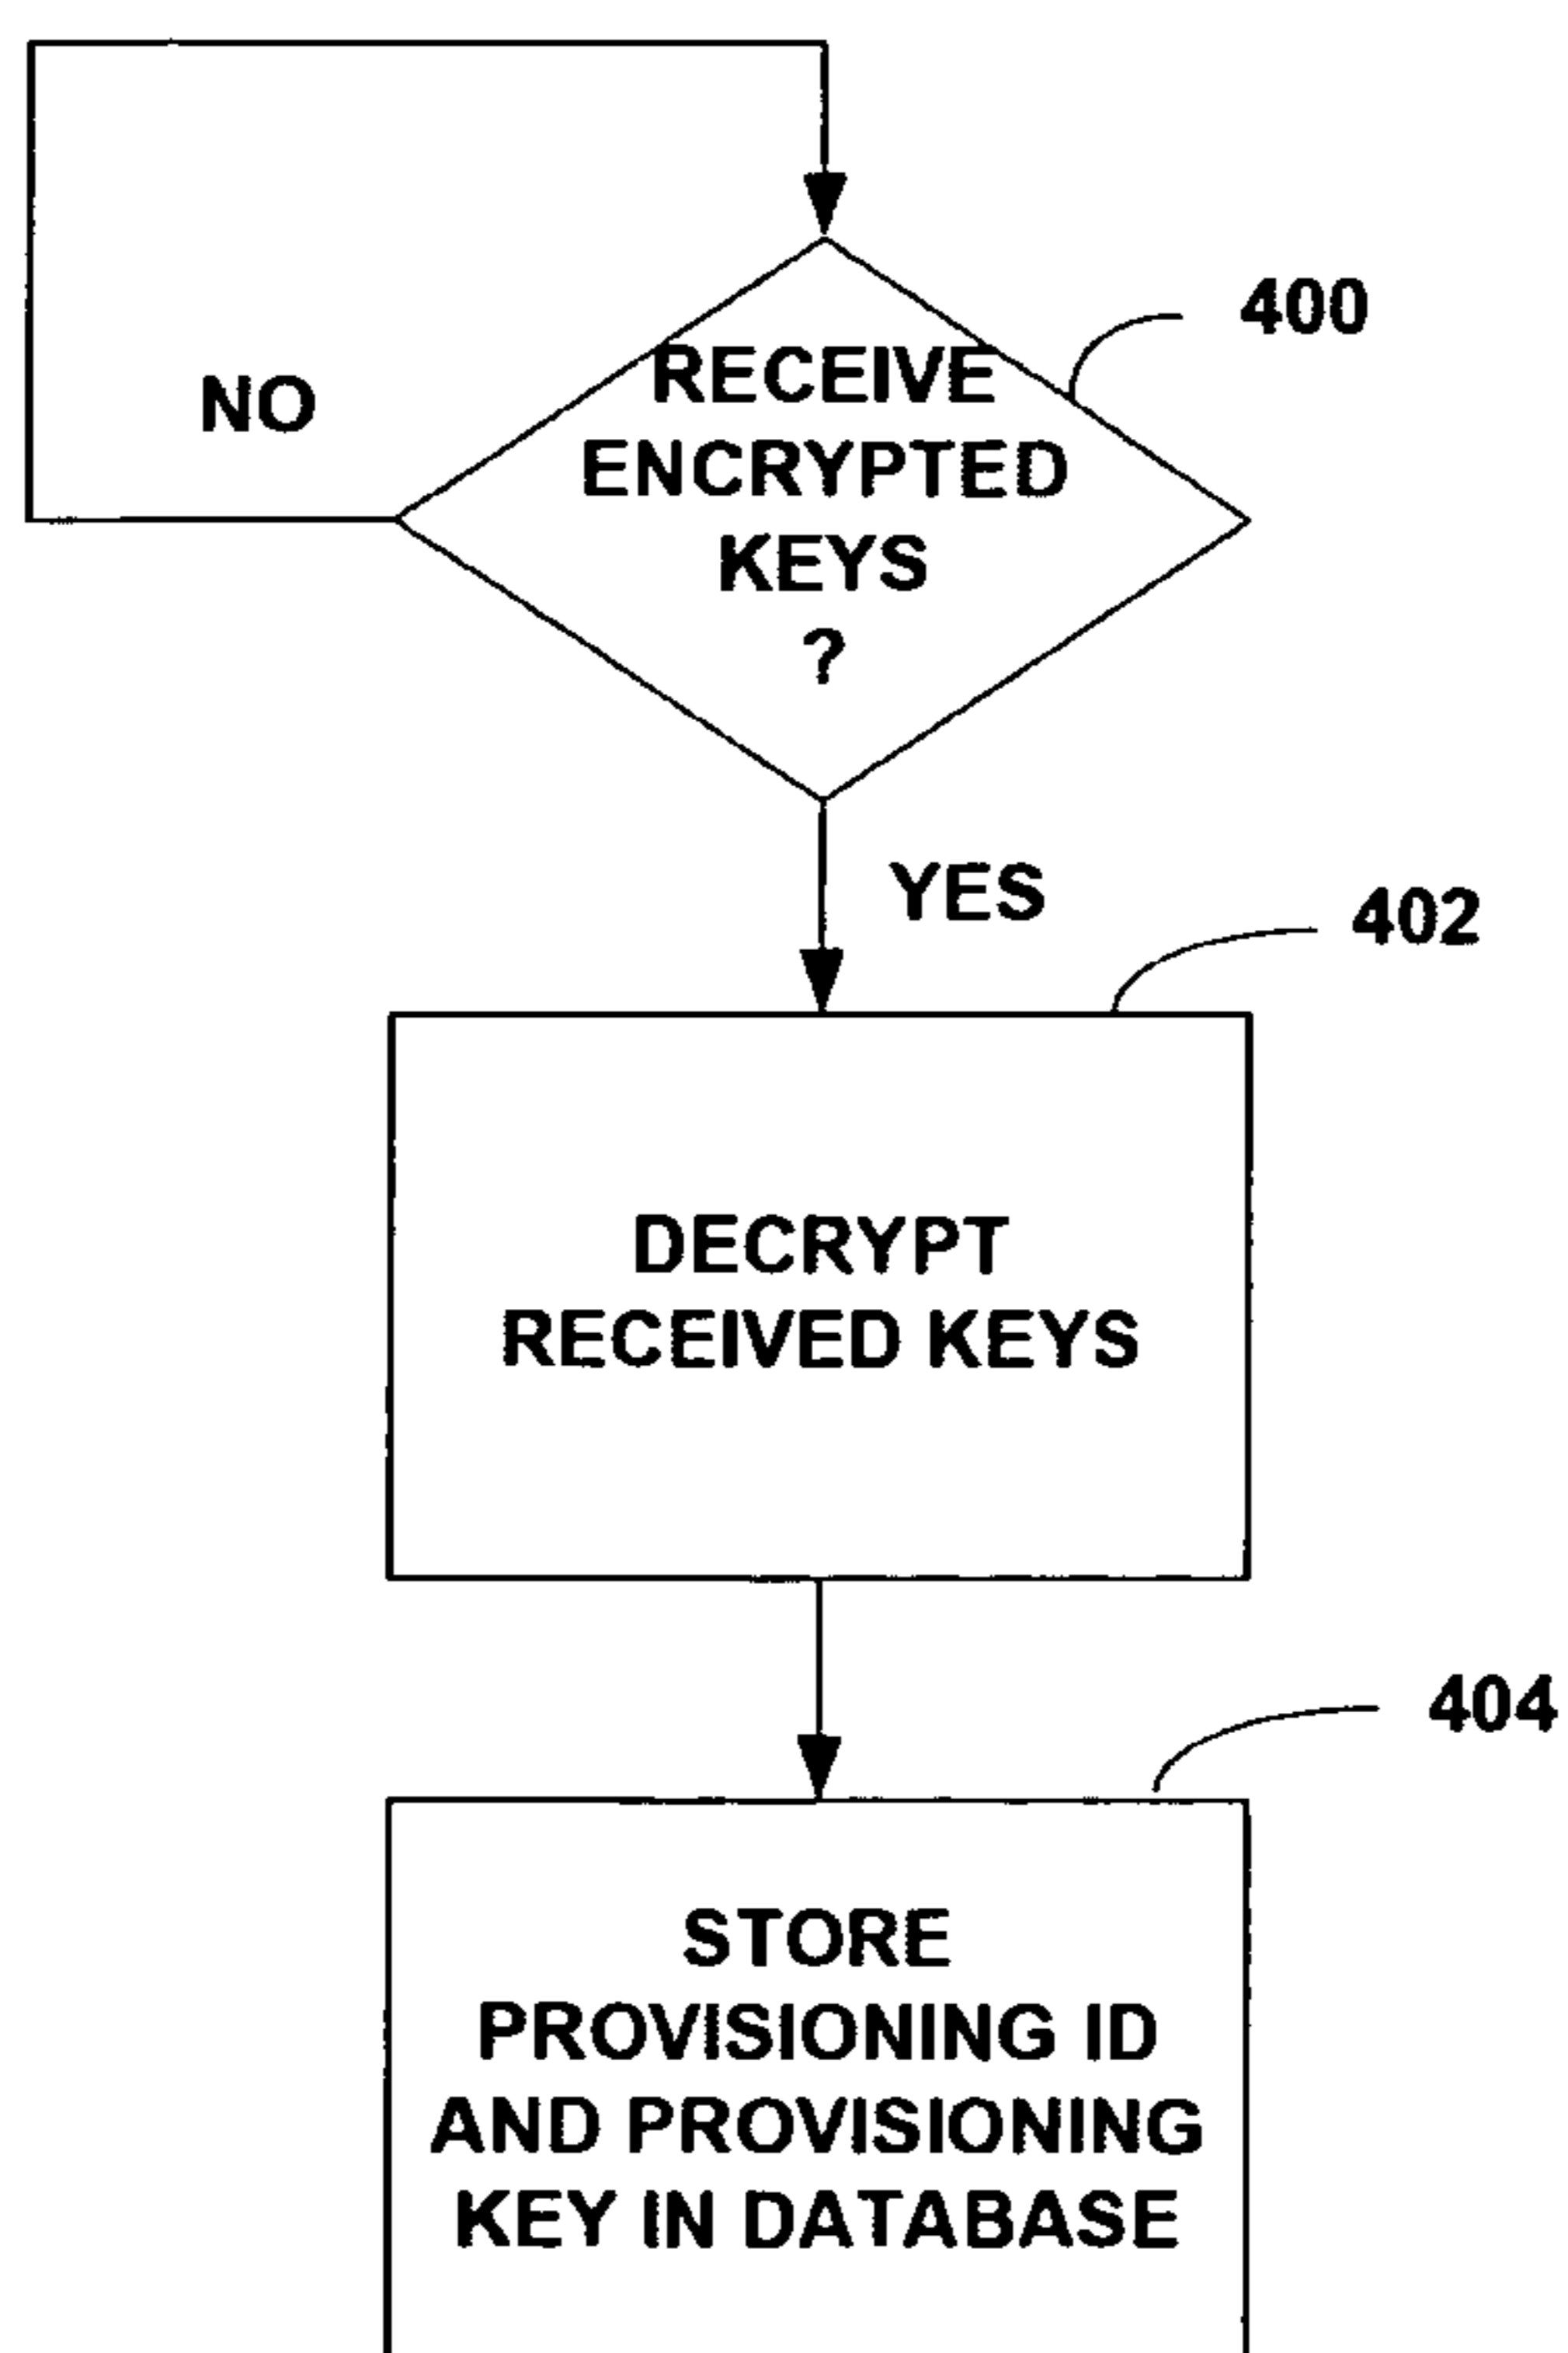 400
RECEIVE
ENCRYPTED
KEYS
?
NO
YES
402
DECRYPT
RECEIVED KEYS
404
STORE
PROVISIONING ID
AND PROVISIONING
KEY IN DATABASE